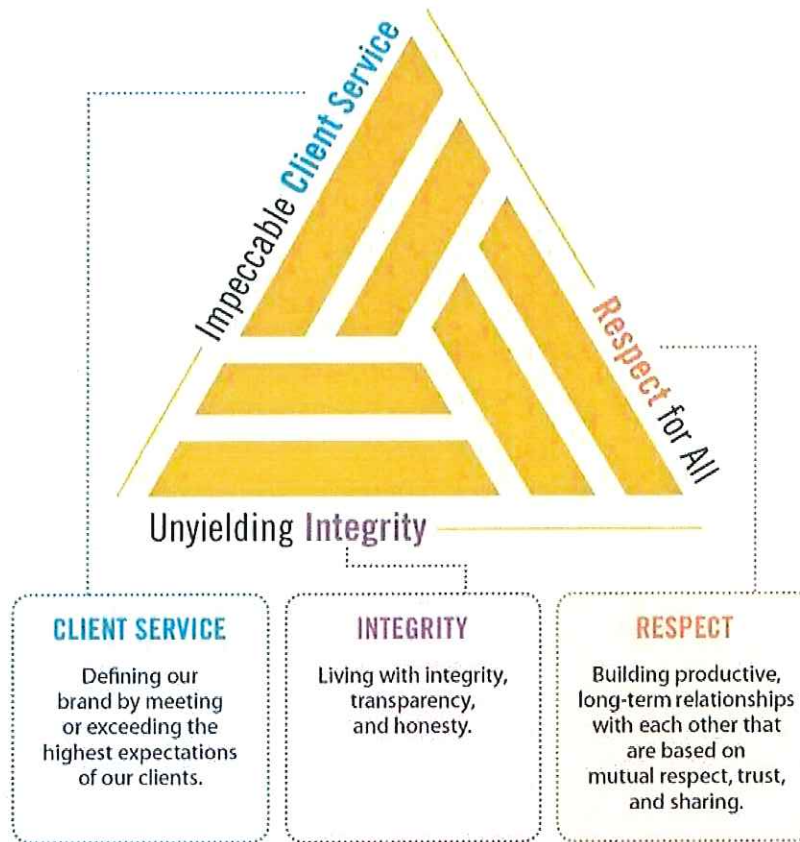 Impeccable Client Service
Respect for All
Unyielding Integrity
CLIENT SERVICE
Defining our
brand by meeting
or exceeding the
highest expectations
of our clients.
INTEGRITY
Living with integrity,
transparency,
and honesty.
RESPECT
Building productive,
long-term relationships
with each other that
are based on
mutual respect, trust,
and sharing.